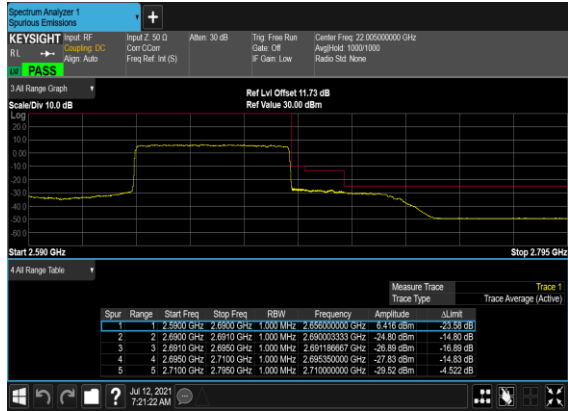 Spectrum Analyzer 1
Spurious Emissions
+
KEYSIGHT Input: RF Input Z: 50 Ω Atten: 30 dB Trig: Free Run Center Freq: 22.005000000 GHz
RL Coupling: DC Corr CCorr Gate: Off Avg|Hold: 1000/1000
Align: Auto Freq Ref: Int (S) IF Gain: Low Radio Std: None
PASS
3 All Range Graph
Ref Lvl Offset 11.73 dB
Scale/Div 10.0 dB Ref Value 30.00 dBm
Log
20.0
10.0
0.00
-10.0
-20.0
-30.0
-40.0
-50.0
-60.0
Start 2.590 GHz Stop 2.795 GHz
4 All Range Table
Measure Trace Trace 1
Trace Type Trace Average (Active)
Spur Range Start Freq Stop Freq RBW Frequency Amplitude ΔLimit
1 1 2.5900 GHz 2.6900 GHz 1.000 MHz 2.656000000 GHz 6.416 dBm -23.58 dB
2 2 2.6900 GHz 2.6910 GHz 1.000 MHz 2.690003333 GHz -24.80 dBm -14.80 dB
3 3 2.6910 GHz 2.6950 GHz 1.000 MHz 2.691186667 GHz -26.89 dBm -16.89 dB
4 4 2.6950 GHz 2.7100 GHz 1.000 MHz 2.695350000 GHz -27.83 dBm -14.83 dB
5 5 2.7100 GHz 2.7950 GHz 1.000 MHz 2.710000000 GHz -29.52 dBm -4.522 dB
? Jul 12, 2021
7:21:22 AM